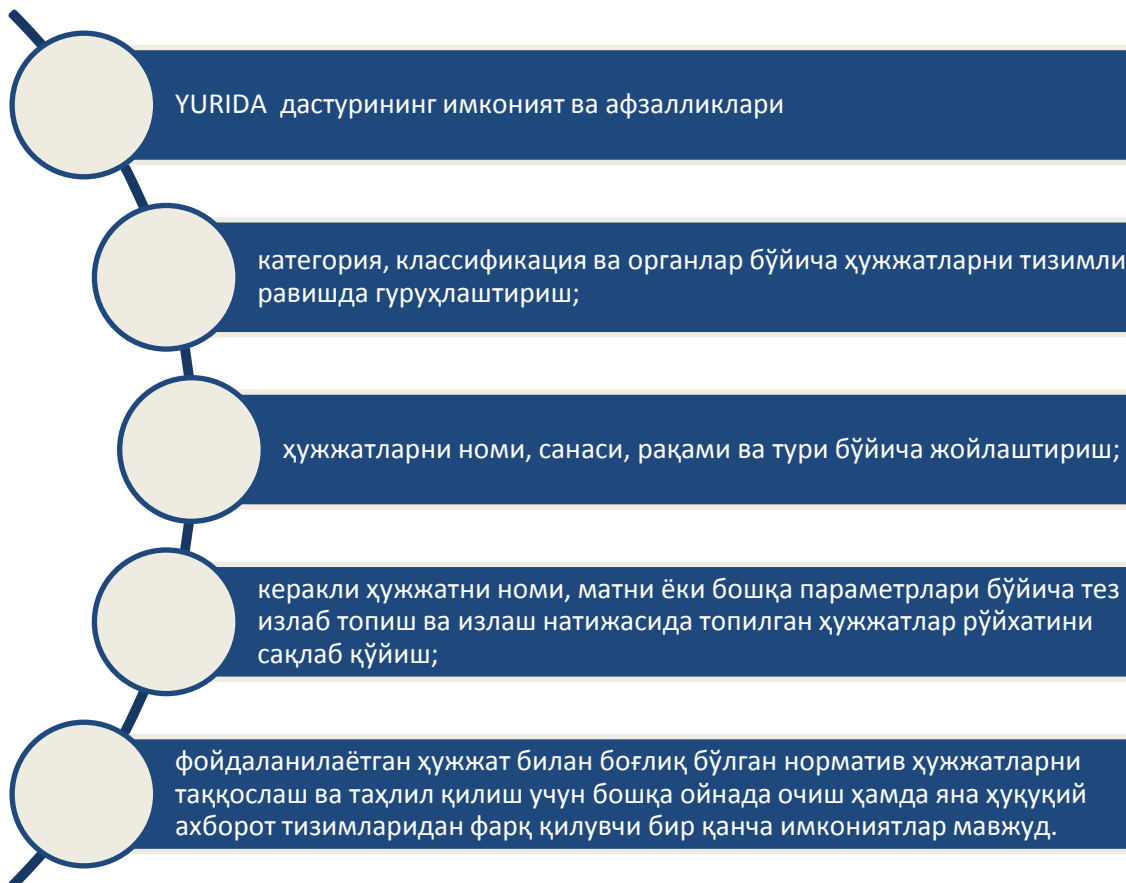 YURIDA дастурининг имконият ва афзалликлари
категория, классификация ва органлар бўйича ҳужжатларни тизимли
равишда гуруҳлаштириш;
ҳужжатларни номи, санаси, рақами ва тури бўйича жойлаштириш;
керакли ҳужжатни номи, матни ёки бошқа параметрлари бўйича тез
излаб топиш ва излаш натижасида топилган ҳужжатлар рўйхатини
сақлаб қўйиш;
фойдаланилаётган ҳужжат билан боғлиқ бўлган норматив ҳужжатларни
таққослаш ва таҳлил қилиш учун бошқа ойнада очиш ҳамда яна ҳуқуқий
ахборот тизимларидан фарқ қилувчи бир қанча имкониятлар мавжуд.